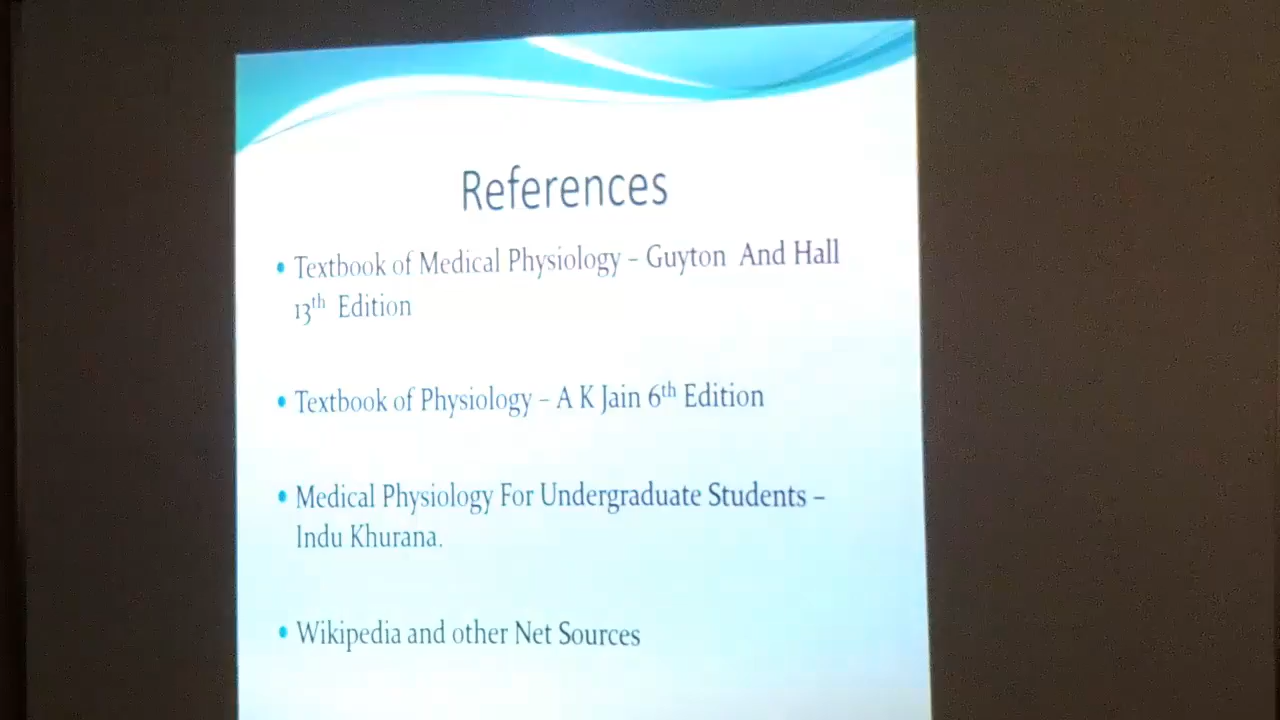 References
• Textbook of Medical Physiology – Guyton And Hall
13th Edition
• Textbook of Physiology – A K Jain 6th Edition
• Medical Physiology For Undergraduate Students –
Indu Khurana.
• Wikipedia and other Net Sources